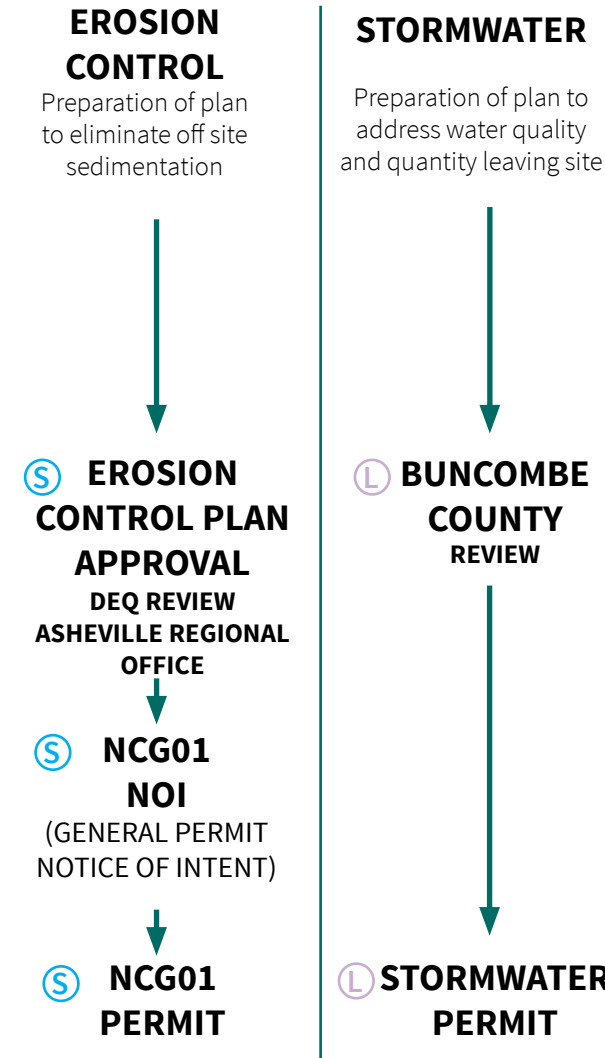 EROSION
CONTROL
Preparation of plan
to eliminate off site
sedimentation
S EROSION
CONTROL PLAN
APPROVAL
DEQ REVIEW
ASHEVILLE REGIONAL
OFFICE
S NCG01
NOI
(GENERAL PERMIT
NOTICE OF INTENT)
S NCG01
PERMIT
STORMWATER
Preparation of plan to
address water quality
and quantity leaving site
L BUNCOMBE
COUNTY
REVIEW
L STORMWATER
PERMIT